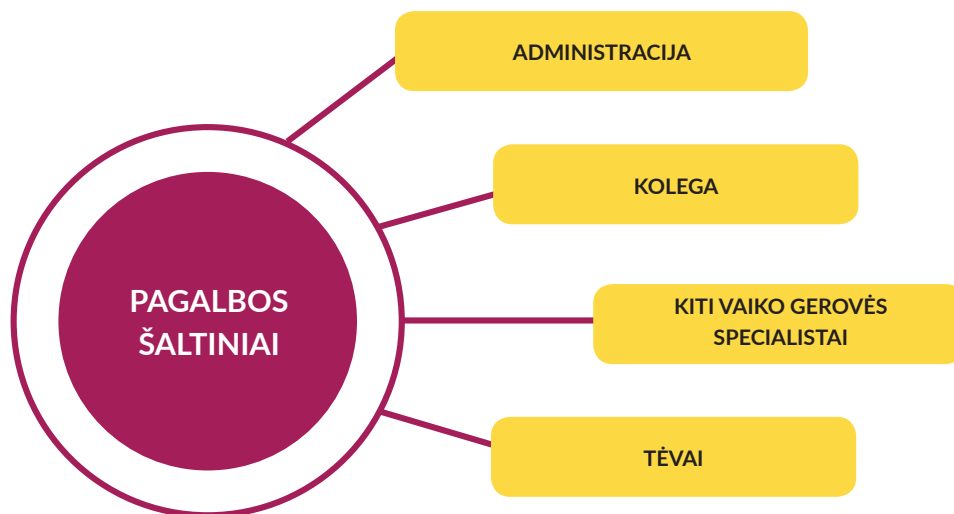 ADMINISTRACIJA
KOLEGA
PAGALBOS
ŠALTINIAI
KITI VAIKO GEROVĖS
SPECIALISTAI
TĖVAI